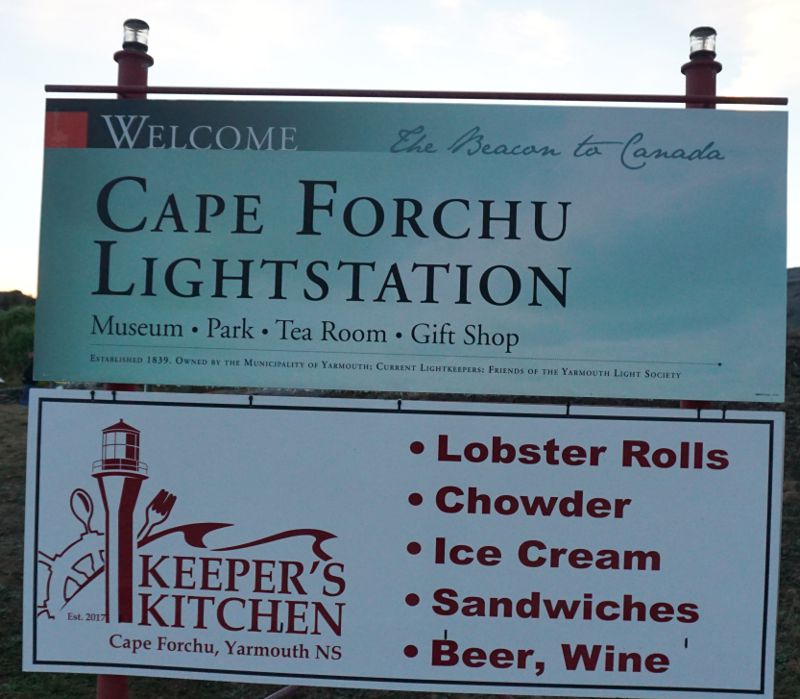 WELCOME
The Beacon to Canada
CAPE FORCHU
LIGHTSTATION
Museum • Park • Tea Room • Gift Shop
ESTABLISHED 1839. OWNED BY THE MUNICIPALITY OF YARMOUTH; CURRENT LIGHTKEEPERS: FRIENDS OF THE YARMOUTH LIGHT SOCIETY
KEEPER'S
KITCHEN
Est. 2017
Cape Forchu, Yarmouth NS
• Lobster Rolls
• Chowder
• Ice Cream
• Sandwiches
• Beer, Wine